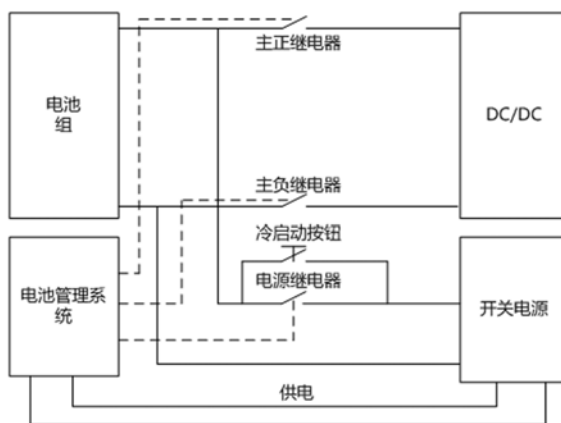 主正继电器
电池
组
DC/DC
主负继电器
冷启动按钮
电源继电器
电池管理系
统
开关电源
供电